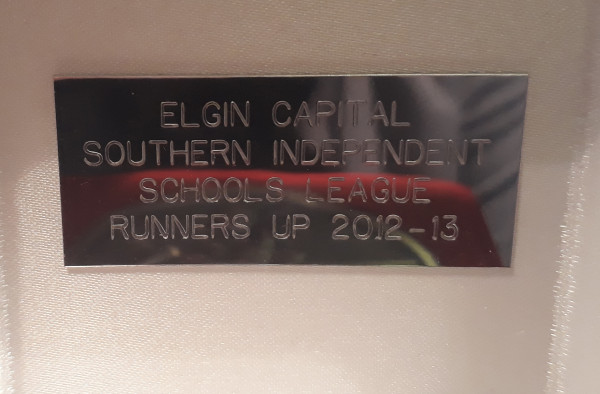 ELGIN CAPITAL
SOUTHERN INDEPENDENT
SCHOOLS LEAGUE
RUNNERS UP 2012-13